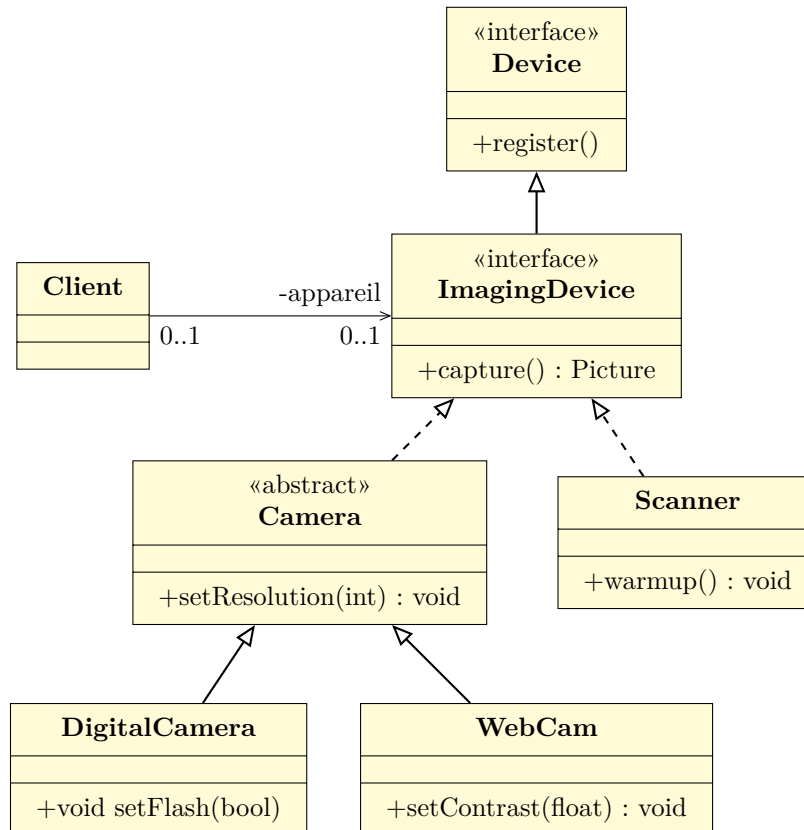 «interface»
Device
+register()
«interface»
ImagingDevice
+capture() : Picture
Client
-appareil
0..1
0..1
«abstract»
Camera
+setResolution(int) : void
Scanner
+warmup() : void
DigitalCamera
+void setFlash(bool)
WebCam
+setContrast(float) : void